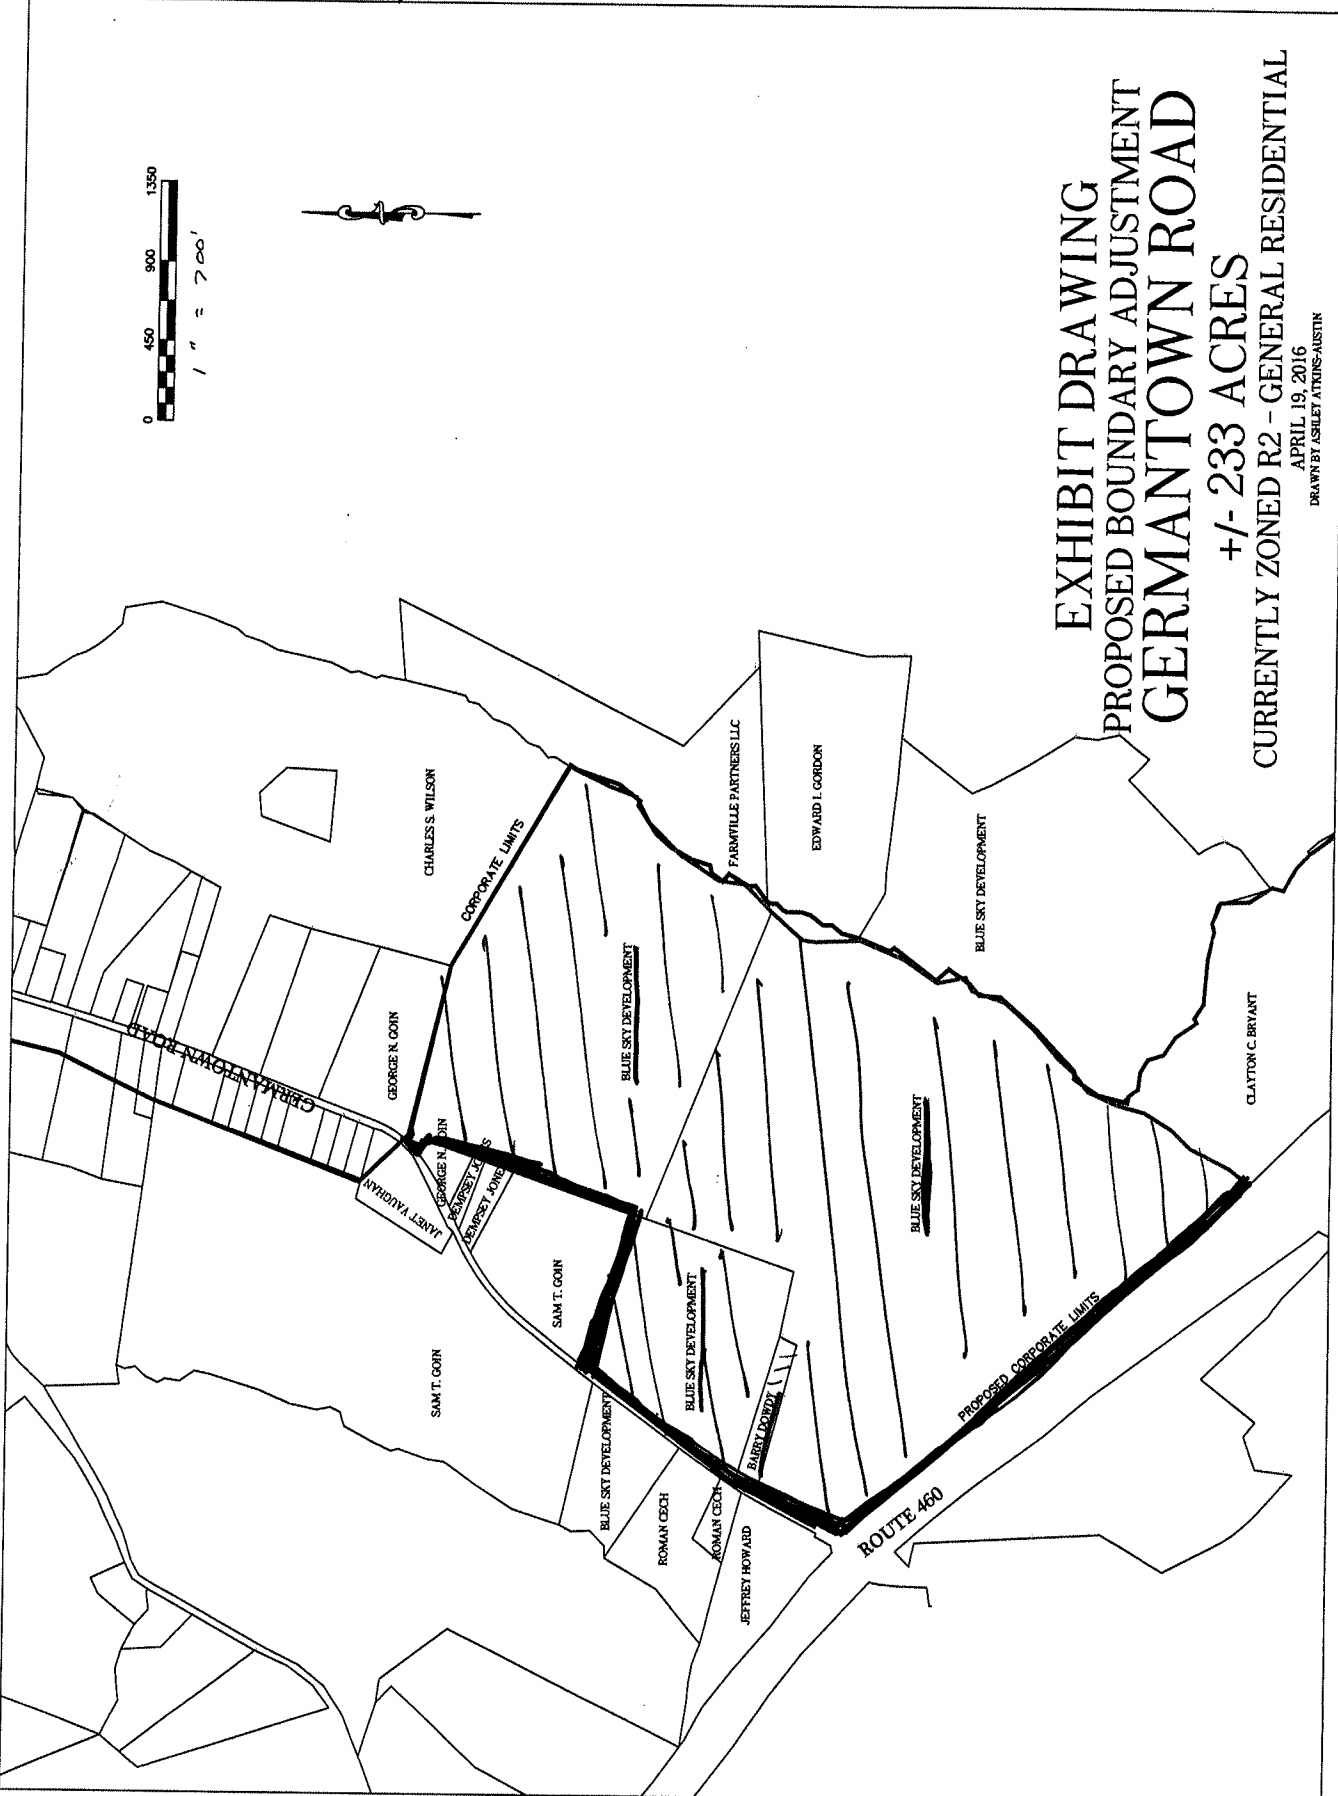 0 450 900 1350
1" = 700'
EXHIBIT DRAWING
PROPOSED BOUNDARY ADJUSTMENT
GERMANTOWN ROAD
+/- 233 ACRES
CURRENTLY ZONED R2 - GENERAL RESIDENTIAL
APRIL 19, 2016
DRAWN BY ASHLEY ATKINS-AUSTIN
GERMANTOWN ROAD
CHARLES S. WILSON
CORPORATE LIMITS
GEORGE N. GOIN
JANET VAUGHAN
DEMPSEY JONES
SAM T. GOIN
SAM T. GOIN
BLUE SKY DEVELOPMENT
FARMVILLE PARTNERS LLC
EDWARD I. GORDON
BLUE SKY DEVELOPMENT
BLUE SKY DEVELOPMENT
BLUE SKY DEVELOPMENT
BLUE SKY DEVELOPMENT
ROMAN CECH
ROMAN CECH
BARRY DOWDY
JEFFREY HOWARD
CLAYTON C. BRYANT
PROPOSED CORPORATE LIMITS
ROUTE 460